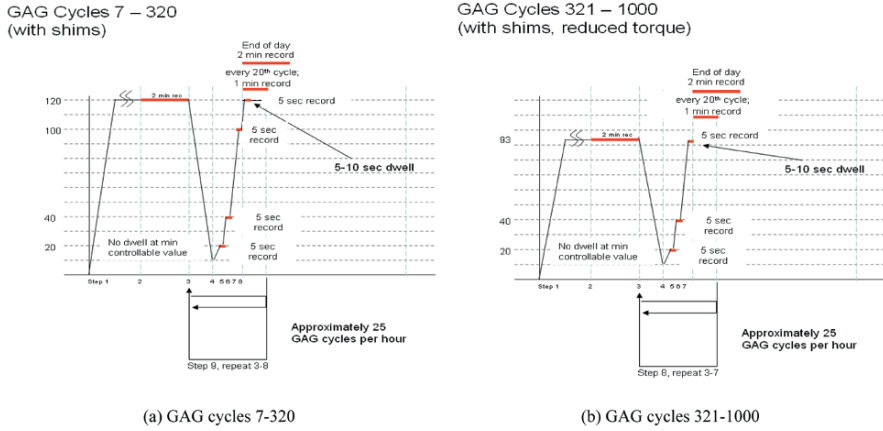 GAG Cycles 7 – 320
(with shims)
End of day
2 min record
every 20th cycle;
1 min record
5 sec record
2 min rec
120
100
5 sec record
5-10 sec dwell
40
20
5 sec
record
5 sec
record
No dwell at min
controllable value
Step 1 2 3 4 5 6 7 8
Approximately 25
GAG cycles per hour
Step 9, repeat 3-8
(a) GAG cycles 7-320
GAG Cycles 321 – 1000
(with shims, reduced torque)
End of day
2 min record
every 20th cycle;
1 min record
93
2 min rec
5 sec record
5-10 sec dwell
40
20
5 sec
record
5 sec
record
No dwell at min
controllable value
Step 1 2 3 4 5 6 7
Approximately 25
GAG cycles per hour
Step 8, repeat 3-7
(b) GAG cycles 321-1000